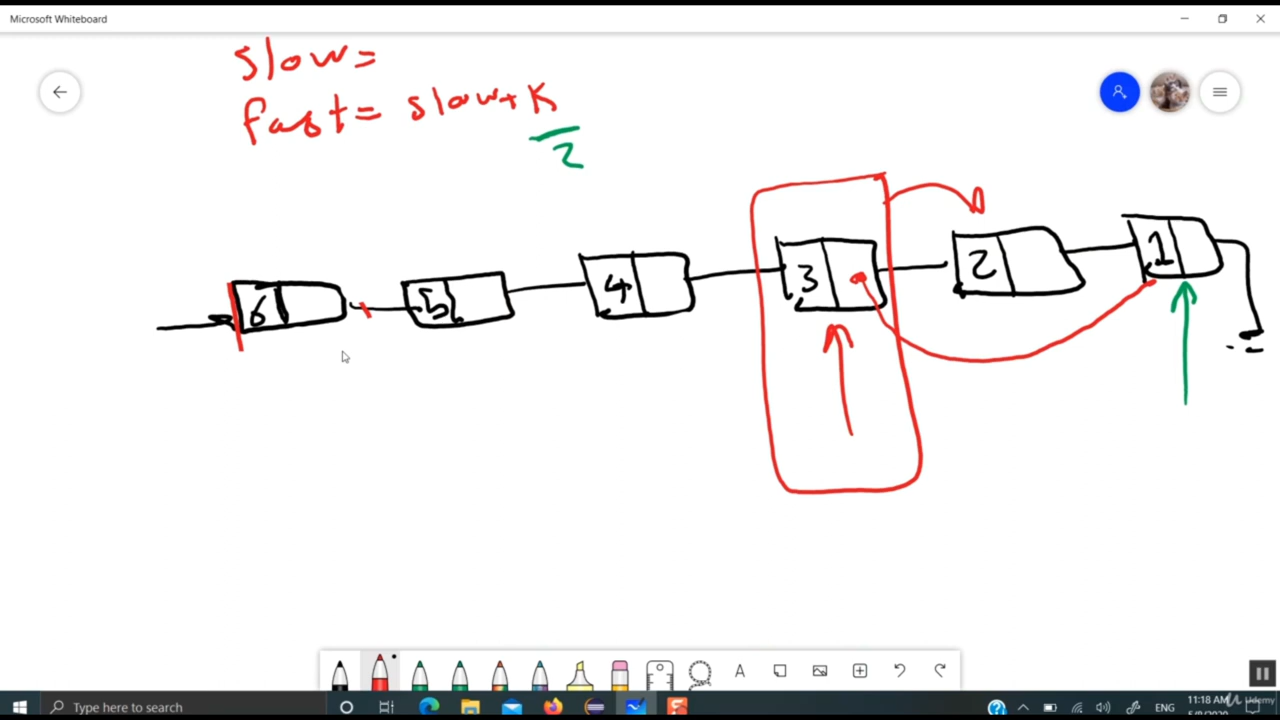 Microsoft Whiteboard
slow=
fast= slow+ K
2
6 5 4 3 2 1
A
Type here to search
ENG
11:18 AM
Udemy